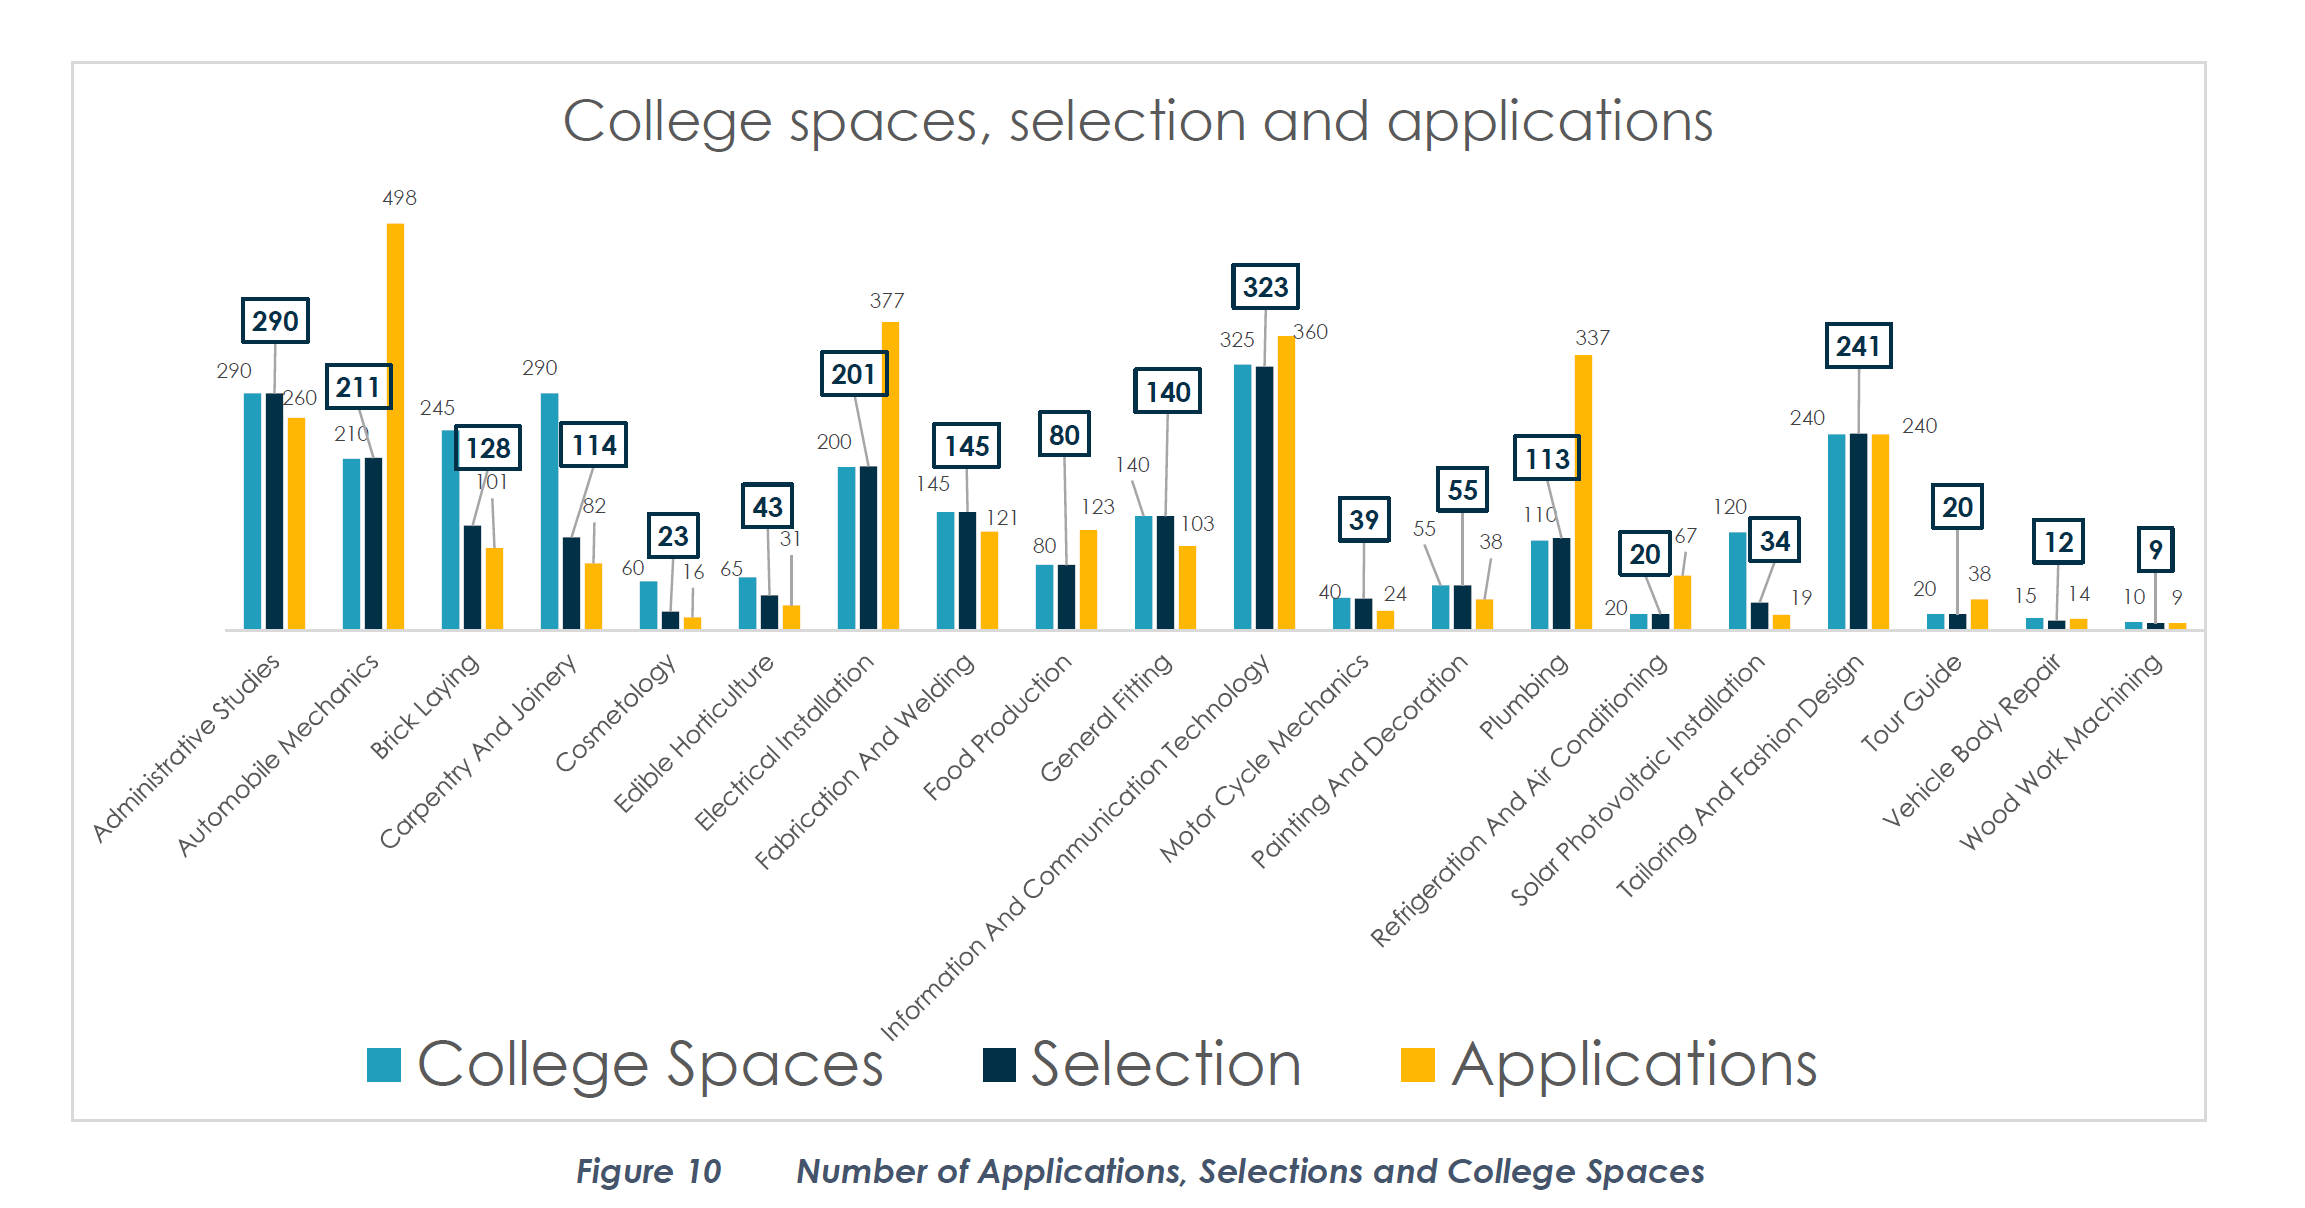 College spaces, selection and applications
290 290 260
210 211 498
245 128 101
290 114 82
60 23 16
65 43 31
200 201 377
145 145 121
80 80 123
140 140 103
325 323 360
40 39 24
55 55 38
110 113 337
20 20 67
120 34 19
240 241 240
20 20 38
15 12 14
10 9 9
Administrative Studies
Automobile Mechanics
Brick Laying
Carpentry And Joinery
Cosmetology
Edible Horticulture
Electrical Installation
Fabrication And Welding
Food Production
General Fitting
Information And Communication Technology
Motor Cycle Mechanics
Painting And Decoration
Plumbing
Refrigeration And Air Conditioning
Solar Photovoltaic Installation
Tailoring And Fashion Design
Tour Guide
Vehicle Body Repair
Wood Work Machining
College Spaces Selection Applications
Figure 10 Number of Applications, Selections and College Spaces